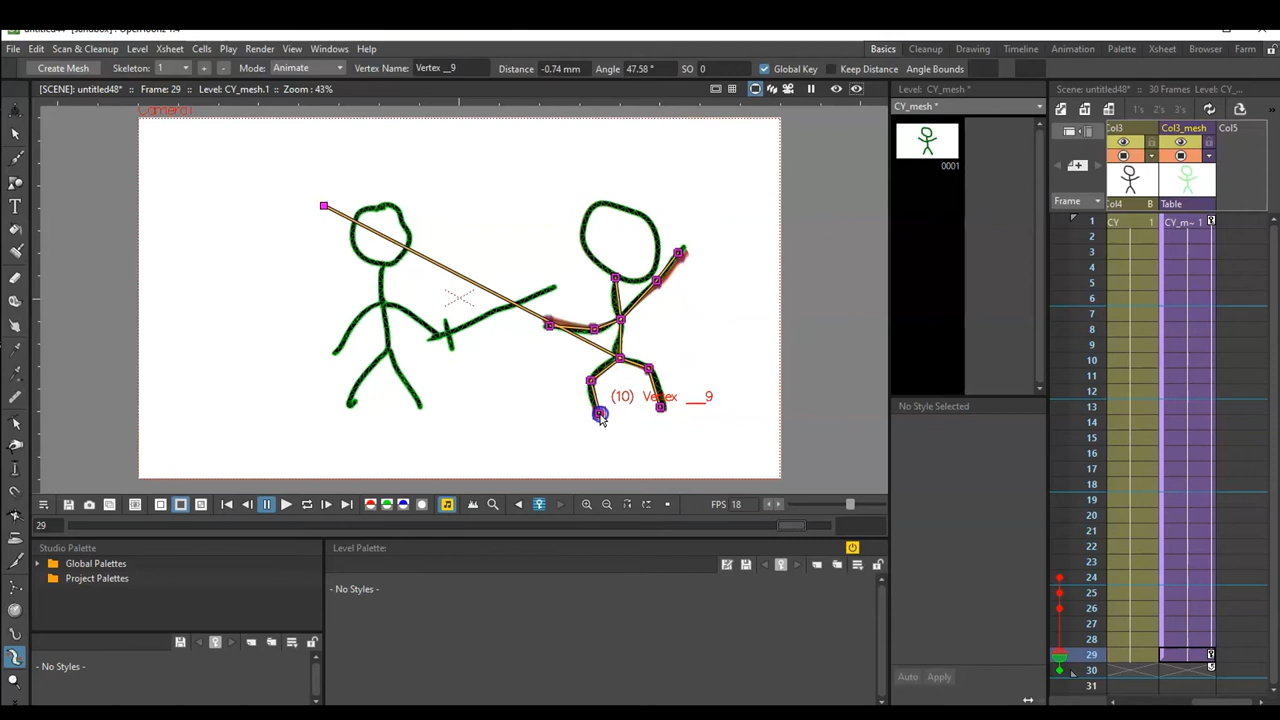 File Edit Scan & Cleanup Level Xsheet Cells Play Render View Windows Help
Basics Cleanup Drawing Timeline Animation Palette Xsheet Browser Farm
Create Mesh Skeleton: 1 + - Mode: Animate Vertex Name: Vertex __9 Distance -0.74 mm Angle 47.58 ° SO 0 Global Key Keep Distance Angle Bounds
[SCENE]: untitled48* :: Frame: 29 :: Level: CY_mesh.1 :: Zoom : 43%
Level: CY_mesh *
Scene: untitled48* :: 30 Frames Level: CY_
Camera1
CY_mesh *
1's 2's 3's
0001
Col3 Col3_mesh Col5
Frame
Col4 B Table
CY 1 CY_m~ 1
1
2
3
4
5
6
7
8
9
10
11
12
13
14
15
16
17
18
19
20
21
22
23
24
25
26
27
28
29
30
31
(10) Vertex __9
No Style Selected
FPS 18
29
Studio Palette
Global Palettes
Project Palettes
- No Styles -
Level Palette:
- No Styles -
Auto Apply